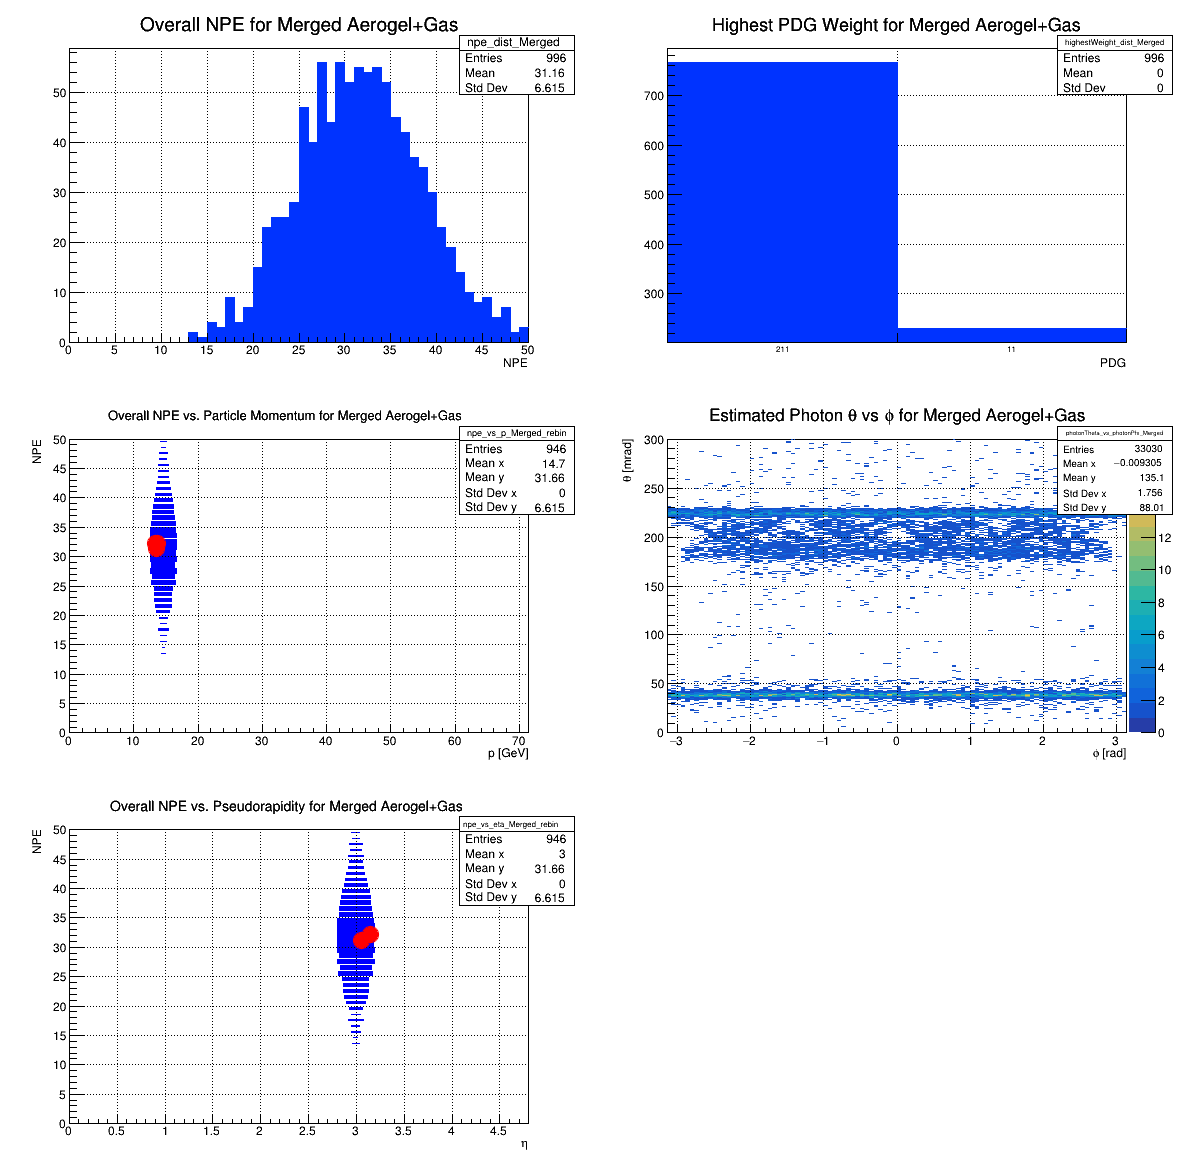 Overall NPE for Merged Aerogel+Gas
npe_dist_Merged
Entries 996
Mean 31.16
Std Dev 6.615
50
40
30
20
10
0
0 5 10 15 20 25 30 35 40 45 50
NPE
Highest PDG Weight for Merged Aerogel+Gas
highestWeight_dist_Merged
Entries 996
Mean 0
Std Dev 0
700
600
500
400
300
211 11
PDG
Overall NPE vs. Particle Momentum for Merged Aerogel+Gas
npe_vs_p_Merged_rebin
Entries 946
Mean x 14.7
Mean y 31.66
Std Dev x 0
Std Dev y 6.615
NPE
50
45
40
35
30
25
20
15
10
5
0
0 10 20 30 40 50 60 70
p [GeV]
Estimated Photon θ vs ϕ for Merged Aerogel+Gas
photonTheta_vs_photonPhi_Merged
Entries 33030
Mean x −0.009305
Mean y 135.1
Std Dev x 1.756
Std Dev y 88.01
θ [mrad]
300
250
200
150
100
50
0
−3 −2 −1 0 1 2 3
ϕ [rad]
12
10
8
6
4
2
0
Overall NPE vs. Pseudorapidity for Merged Aerogel+Gas
npe_vs_eta_Merged_rebin
Entries 946
Mean x 3
Mean y 31.66
Std Dev x 0
Std Dev y 6.615
NPE
50
45
40
35
30
25
20
15
10
5
0
0 0.5 1 1.5 2 2.5 3 3.5 4 4.5
η